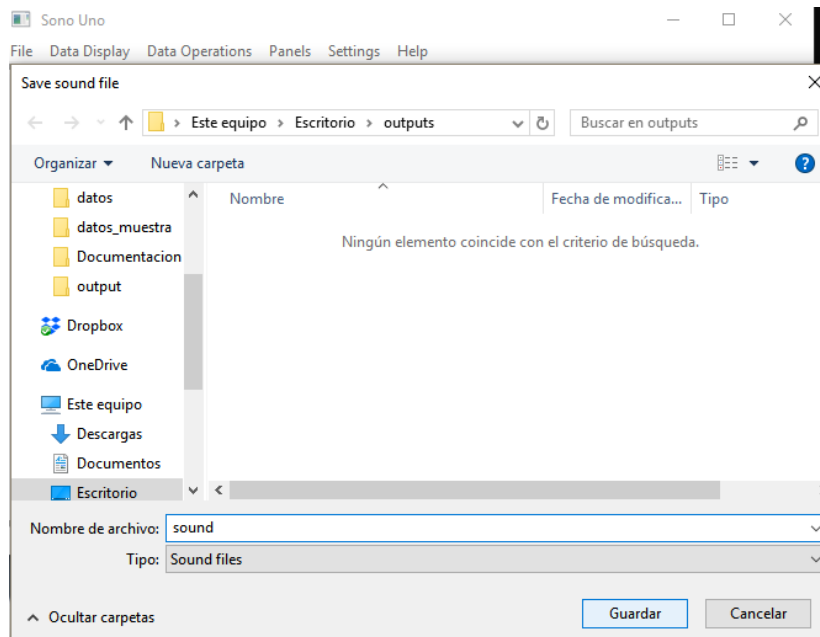 Sono Uno
File Data Display Data Operations Panels Settings Help
Save sound file
Este equipo Escritorio outputs
Buscar en outputs
Organizar Nueva carpeta
?
datos
datos_muestra
Documentacion
output
Dropbox
OneDrive
Este equipo
Descargas
Documentos
Escritorio
Nombre Fecha de modifica... Tipo
Ningún elemento coincide con el criterio de búsqueda.
Nombre de archivo: sound
Tipo: Sound files
Ocultar carpetas
Guardar Cancelar